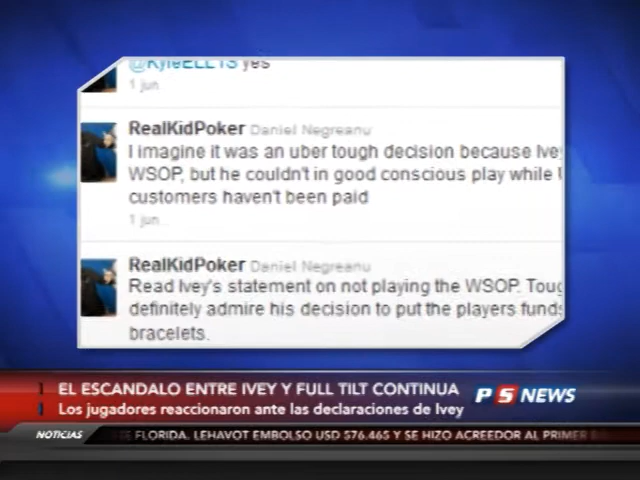 @KyleELLIS yes
1 jun
RealKidPoker Daniel Negreanu
I imagine it was an uber tough decision because Ivey
WSOP, but he couldn't in good conscious play while
customers haven't been paid
1 jun
RealKidPoker Daniel Negreanu
Read Ivey's statement on not playing the WSOP.
definitely admire his decision to put the players funds
bracelets.
EL ESCANDALO ENTRE IVEY Y FULL TILT CONTINUA
Los jugadores reaccionaron ante las declaraciones de Ivey
P5 NEWS
NOTICIAS
FLORIDA. LEHAVOT EMBOLSO USD 576.465 Y SE HIZO ACREEDOR AL PRIMER